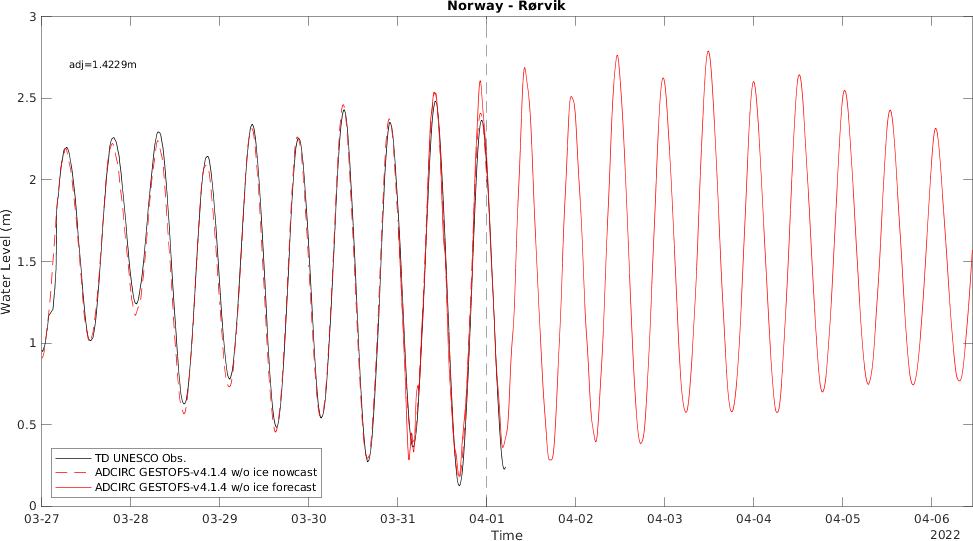 Norway - Rørvik
3
adj=1.4229m
2.5
2
1.5
1
0.5
0
Water Level (m)
TD UNESCO Obs.
ADCIRC GESTOFS-v4.1.4 w/o ice nowcast
ADCIRC GESTOFS-v4.1.4 w/o ice forecast
03-27 03-28 03-29 03-30 03-31 04-01 04-02 04-03 04-04 04-05 04-06
Time
2022